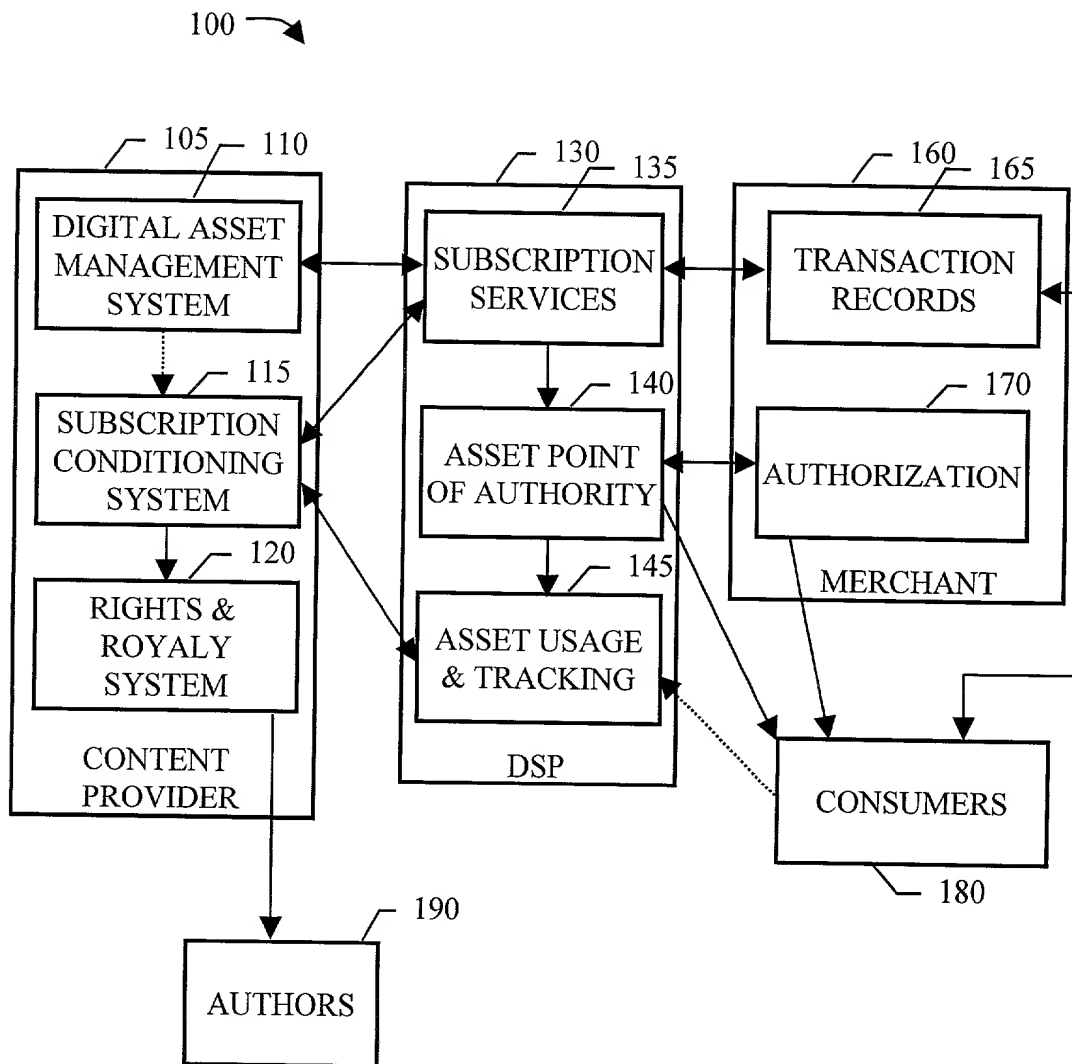 100
105
110
DIGITAL ASSET
MANAGEMENT
SYSTEM
115
SUBSCRIPTION
CONDITIONING
SYSTEM
120
RIGHTS &
ROYALY
SYSTEM
CONTENT
PROVIDER
130
135
SUBSCRIPTION
SERVICES
140
ASSET POINT
OF AUTHORITY
145
ASSET USAGE
& TRACKING
DSP
160
165
TRANSACTION
RECORDS
170
AUTHORIZATION
MERCHANT
CONSUMERS
180
190
AUTHORS